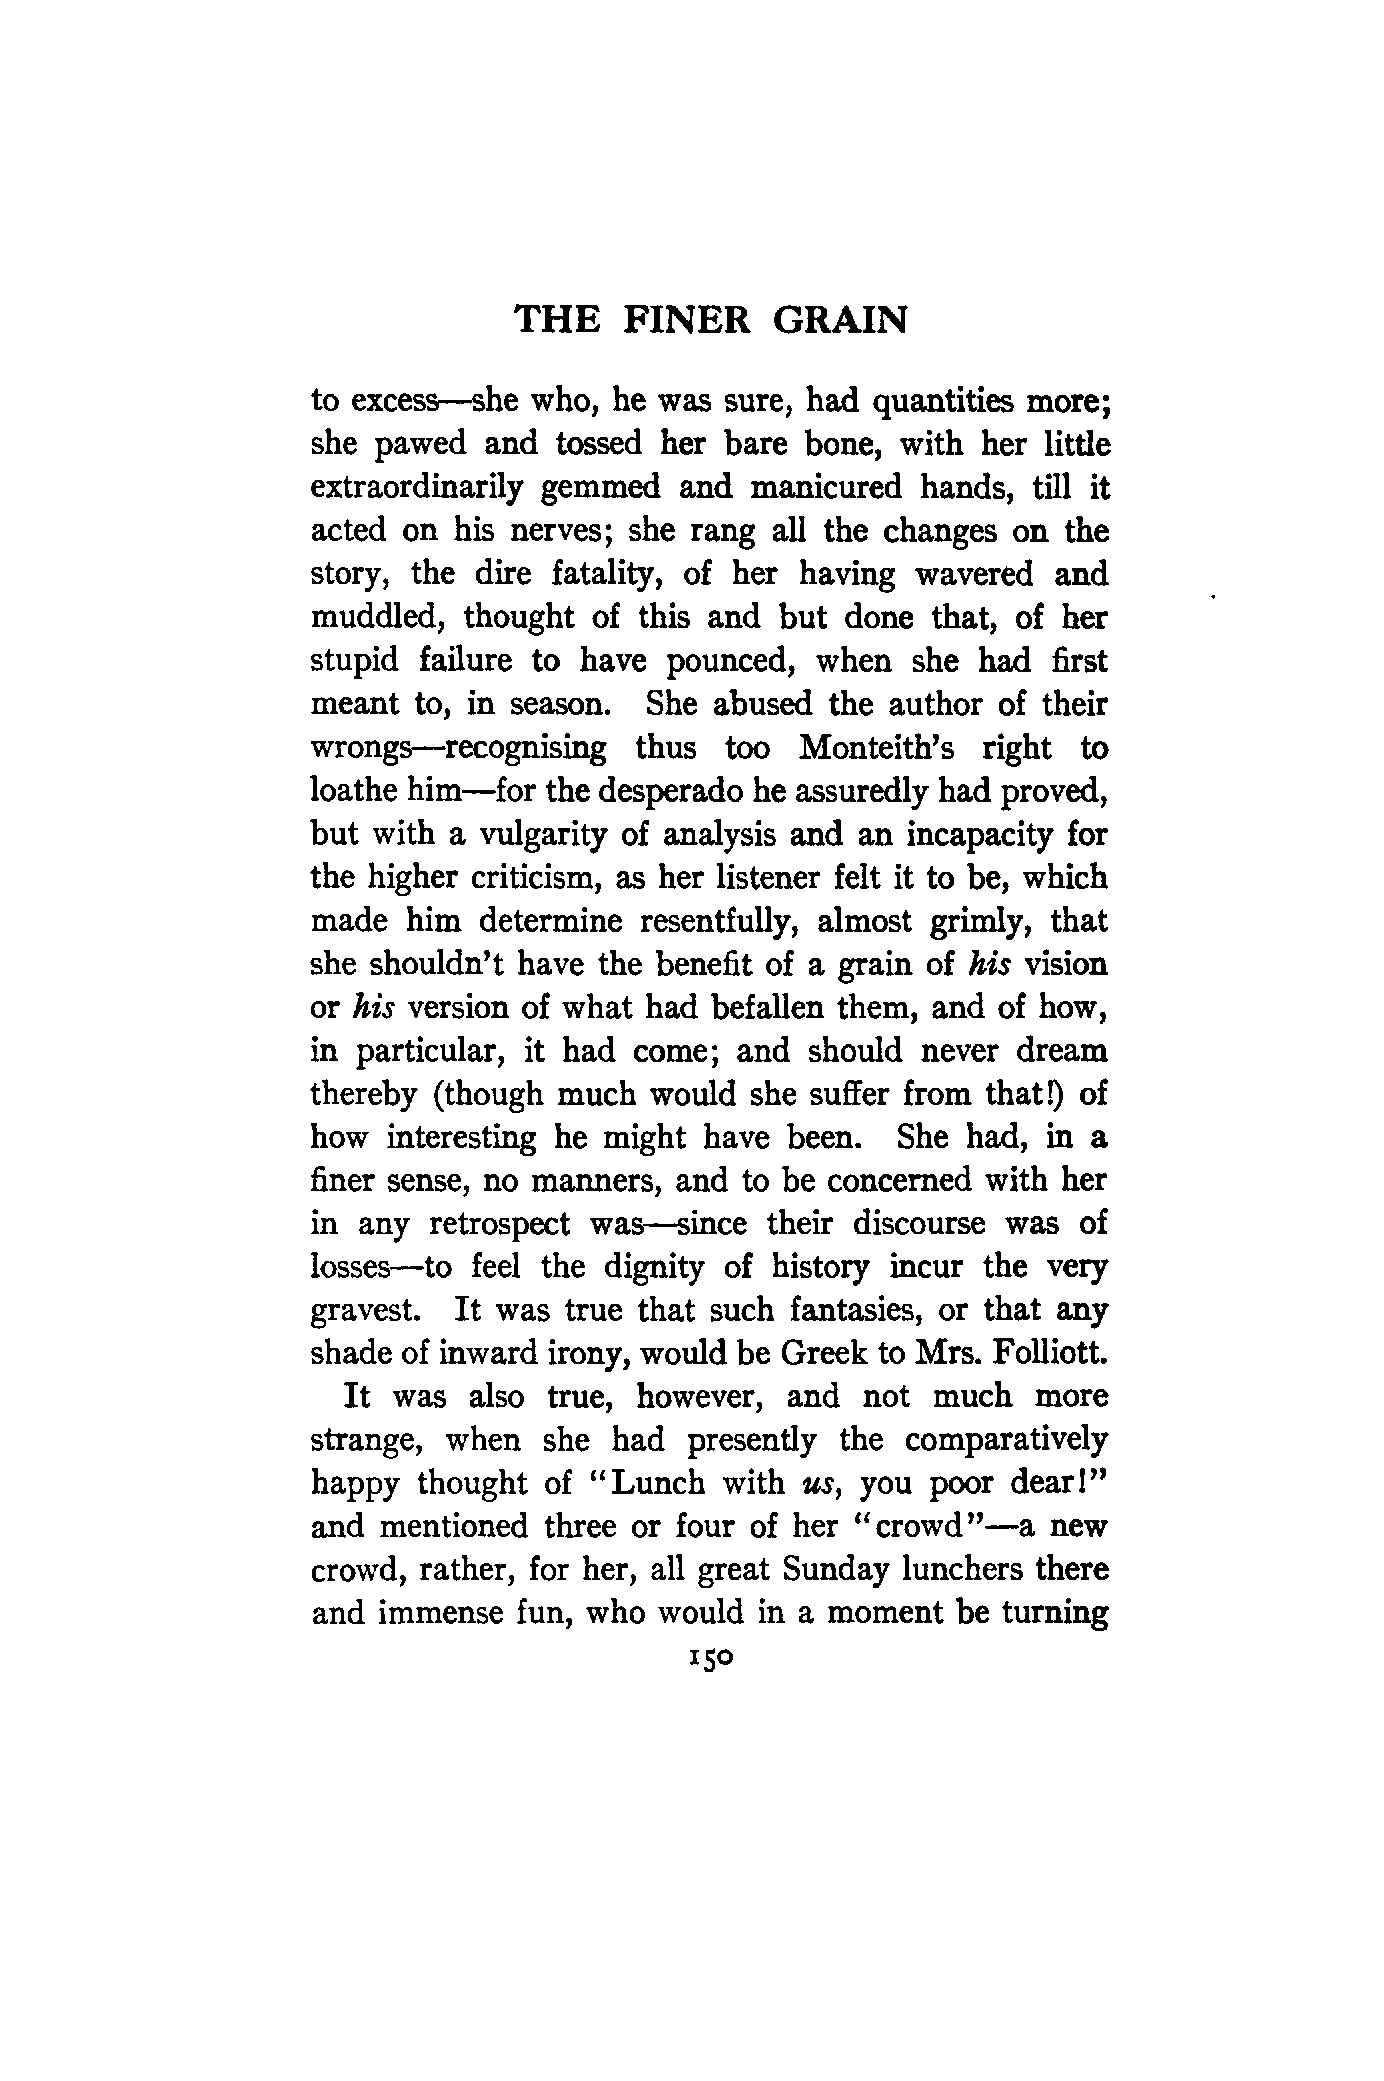 THE FINER GRAIN
to excess—she who, he was sure, had quantities more;
she pawed and tossed her bare bone, with her little
extraordinarily gemmed and manicured hands, till it
acted on his nerves; she rang all the changes on the
story, the dire fatality, of her having wavered and
muddled, thought of this and but done that, of her
stupid failure to have pounced, when she had first
meant to, in season. She abused the author of their
wrongs—recognising thus too Monteith's right to
loathe him—for the desperado he assuredly had proved,
but with a vulgarity of analysis and an incapacity for
the higher criticism, as her listener felt it to be, which
made him determine resentfully, almost grimly, that
she shouldn't have the benefit of a grain of his vision
or his version of what had befallen them, and of how,
in particular, it had come; and should never dream
thereby (though much would she suffer from that!) of
how interesting he might have been. She had, in a
finer sense, no manners, and to be concerned with her
in any retrospect was—since their discourse was of
losses—to feel the dignity of history incur the very
gravest. It was true that such fantasies, or that any
shade of inward irony, would be Greek to Mrs. Folliott.
It was also true, however, and not much more
strange, when she had presently the comparatively
happy thought of "Lunch with us, you poor dear!"
and mentioned three or four of her "crowd"—a new
crowd, rather, for her, all great Sunday lunchers there
and immense fun, who would in a moment be turning
150